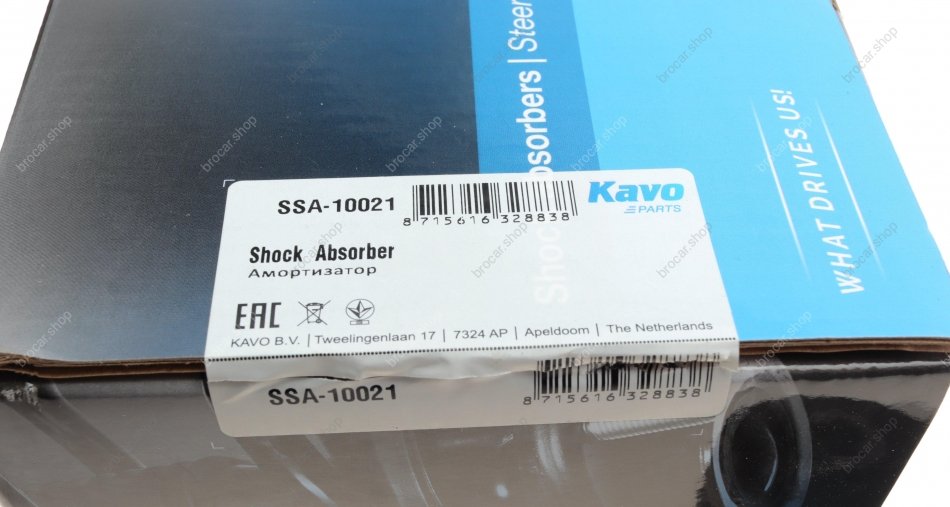 Shock Absorbers | Steer
WHAT DRIVES US!
SSA-10021
8 715616 328838
Kavo
PARTS
Shock Absorber
Амортизатор
EAC
KAVO B.V. | Tweelingenlaan 17 | 7324 AP | Apeldoorn | The Netherlands
SSA-10021
8 715616 328838
brocar.shop